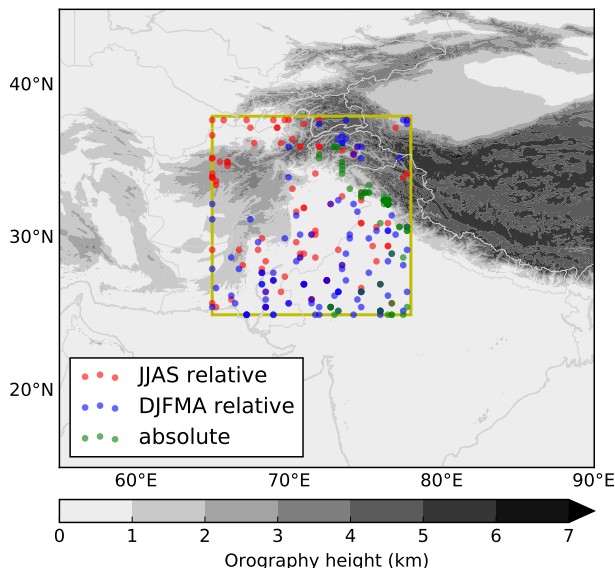 40°N
30°N
20°N
JJAS relative
DJFMA relative
absolute
60°E 70°E 80°E 90°E
0 1 2 3 4 5 6 7
Orography height (km)